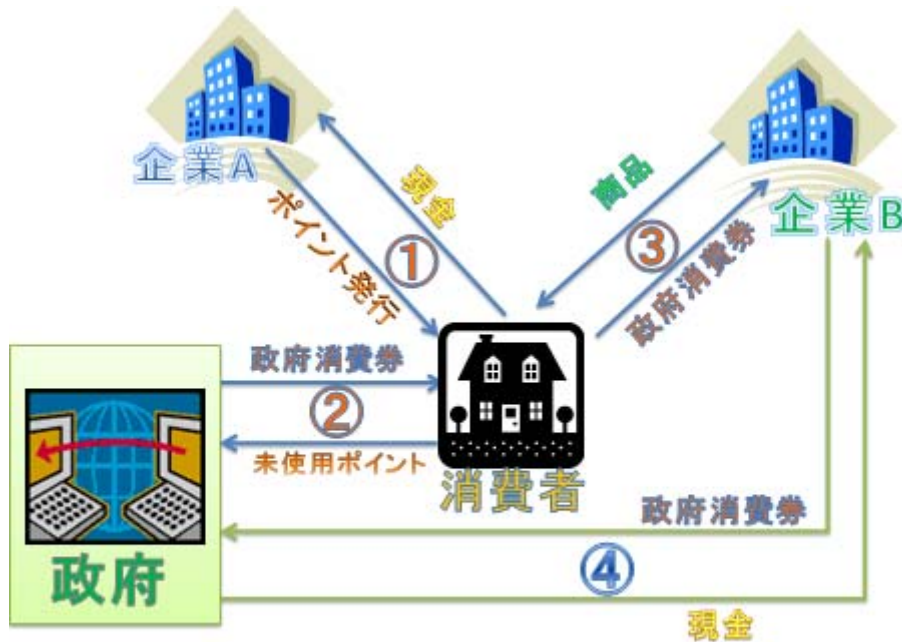 企業A
企業B
現金
ポイント発行
①
商品
③
政府消費券
政府消費券
②
未使用ポイント
消費者
政府消費券
④
政府
現金